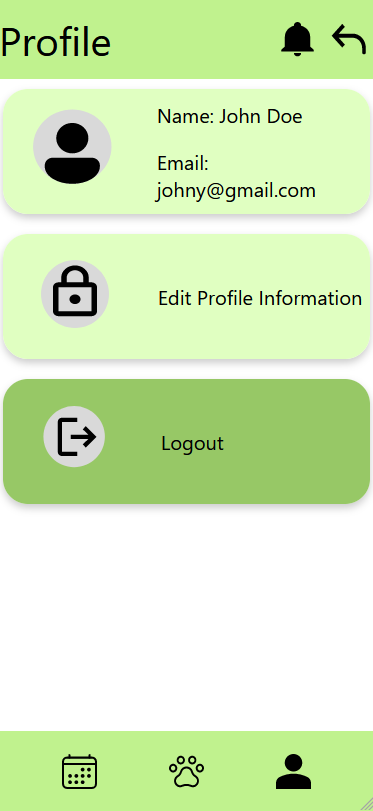 Profile
Name: John Doe
Email:
johny@gmail.com
Edit Profile Information
Logout